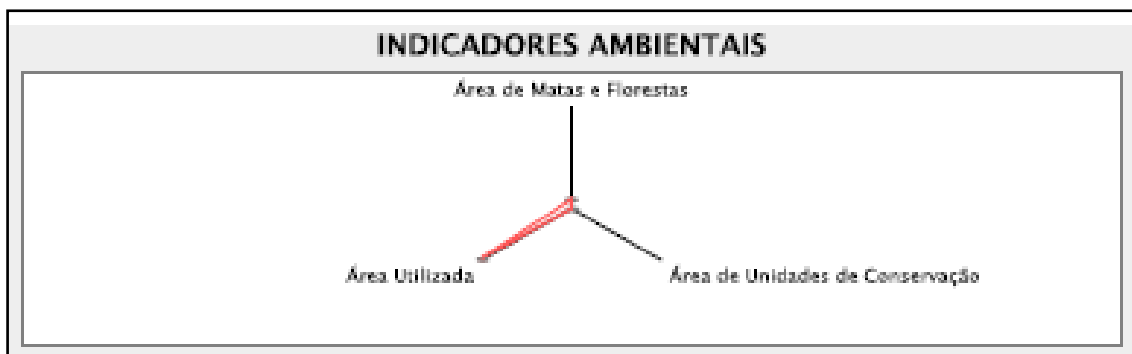 INDICADORES AMBIENTAIS
Área de Matas e Florestas
Área Utilizada
Área de Unidades de Conservação